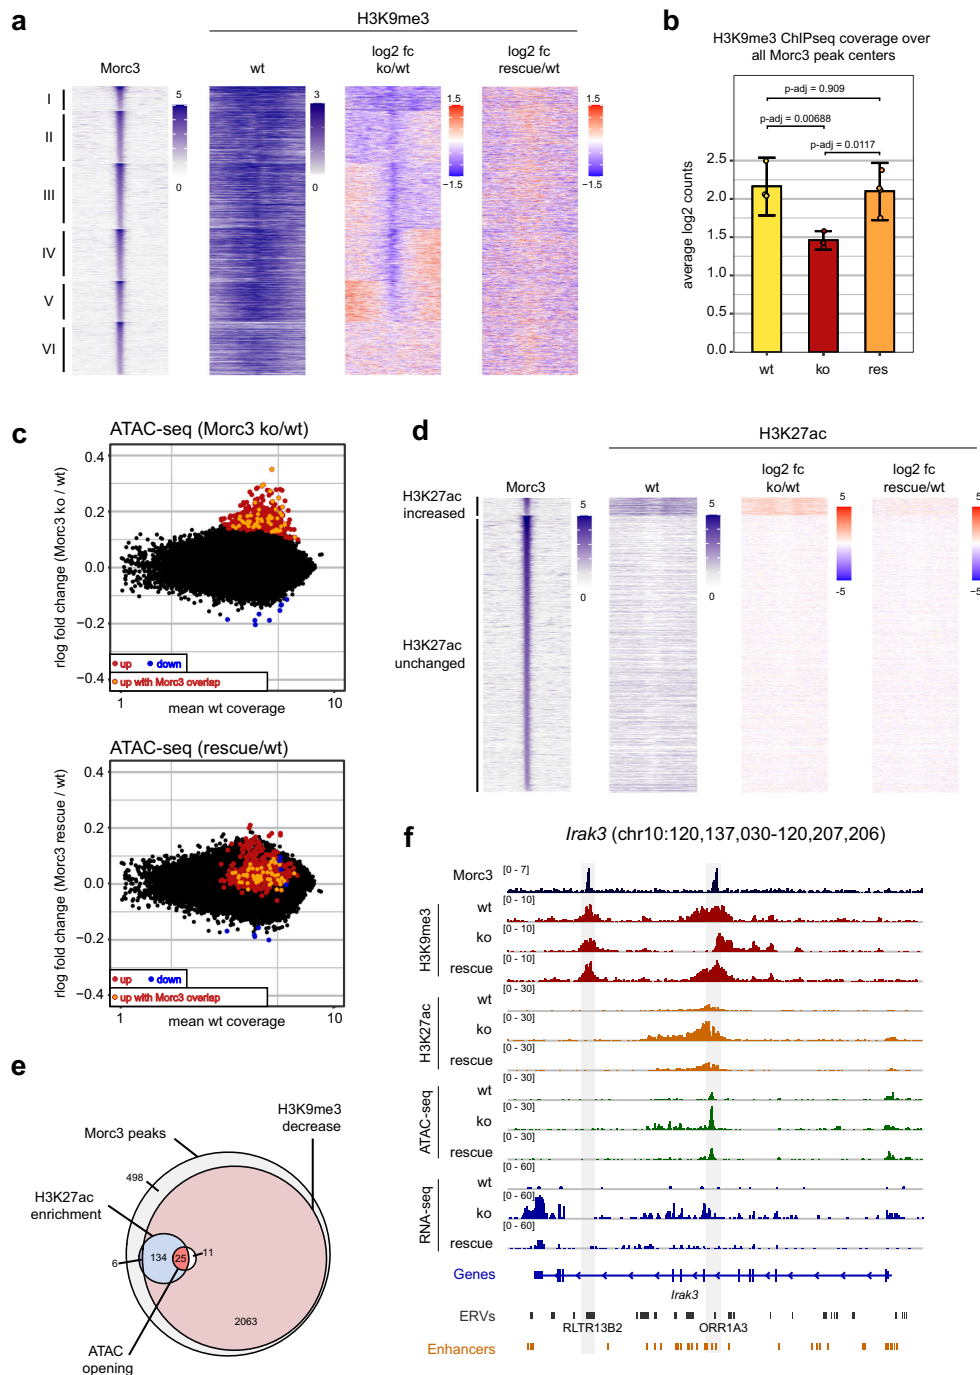 a
H3K9me3
Morc3
wt
log2 fc
ko/wt
log2 fc
rescue/wt
I
II
III
IV
V
VI
5
0
3
0
1.5
−1.5
1.5
−1.5
b
H3K9me3 ChIPseq coverage over
all Morc3 peak centers
p-adj = 0.909
p-adj = 0.00688
p-adj = 0.0117
average log2 counts
2.5
2.0
1.5
1.0
0.5
0.0
wt
ko
res
c
ATAC-seq (Morc3 ko/wt)
rlog fold change (Morc3 ko / wt)
0.4
0.2
0.0
−0.2
−0.4
up
down
up with Morc3 overlap
1
10
mean wt coverage
ATAC-seq (rescue/wt)
rlog fold change (Morc3 rescue / wt)
0.4
0.2
0.0
−0.2
−0.4
up
down
up with Morc3 overlap
1
10
mean wt coverage
d
H3K27ac
Morc3
wt
log2 fc
ko/wt
log2 fc
rescue/wt
H3K27ac
increased
H3K27ac
unchanged
5
0
5
0
5
-5
5
-5
e
Morc3 peaks
H3K9me3
decrease
498
H3K27ac
enrichment
6
134
25
11
2063
ATAC
opening
f
Irak3 (chr10:120,137,030-120,207,206)
Morc3
[0 - 7]
H3K9me3
wt
[0 - 10]
ko
[0 - 10]
rescue
[0 - 10]
H3K27ac
wt
[0 - 30]
ko
[0 - 30]
rescue
[0 - 30]
ATAC-seq
wt
[0 - 30]
ko
[0 - 30]
rescue
[0 - 30]
RNA-seq
wt
[0 - 60]
ko
[0 - 60]
rescue
[0 - 60]
Genes
Irak3
ERVs
RLTR13B2
ORR1A3
Enhancers